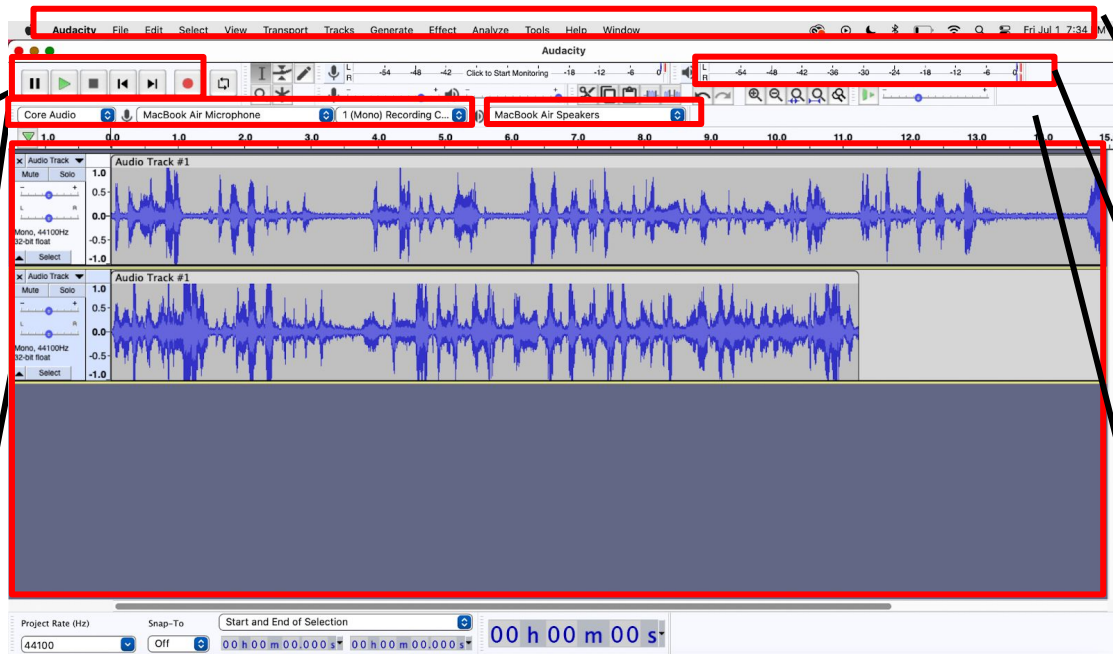 Audacity File Edit Select View Transport Tracks Generate Effect Analyze Tools Help Window Fri Jul 1 7:34 M
Audacity
L
R -54 -48 -42 Click to Start Monitoring -18 -12 -6 0
L
R -54 -48 -42 -36 -30 -24 -18 -12 -6 0
Core Audio MacBook Air Microphone 1 (Mono) Recording C... MacBook Air Speakers
1.0 0.0 1.0 2.0 3.0 4.0 5.0 6.0 7.0 8.0 9.0 10.0 11.0 12.0 13.0 14.0 15.
× Audio Track Audio Track #1
Mute Solo 1.0
- + 0.5
L R 0.0
Mono, 44100Hz
32-bit float -0.5
Select -1.0
× Audio Track Audio Track #1
Mute Solo 1.0
- + 0.5
L R 0.0
Mono, 44100Hz
32-bit float -0.5
Select -1.0
Project Rate (Hz) Snap-To Start and End of Selection
44100 Off 00 h 00 m 00.000 s 00 h 00 m 00.000 s 00 h 00 m 00 s